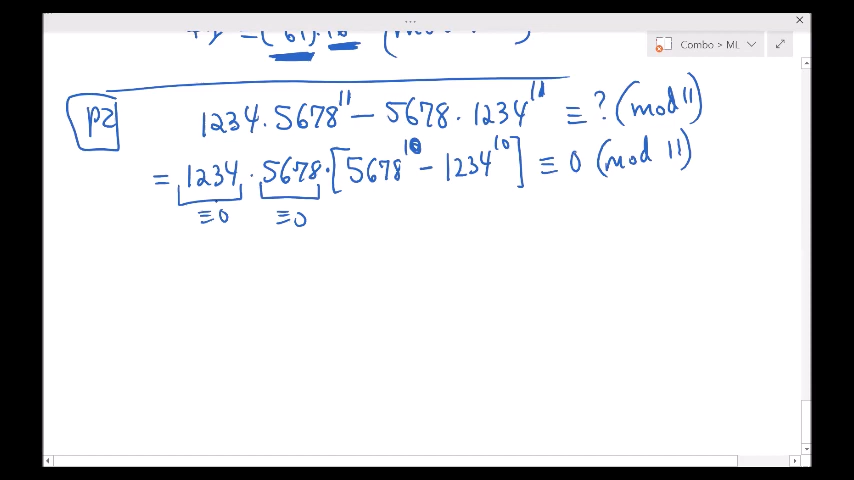 Combo > ML
P2
1234 · 5678^11 − 5678 · 1234^11 ≡ ? (mod 11)
= 1234 · 5678 · [5678^10 − 1234^10] ≡ 0 (mod 11)
≡0 ≡0